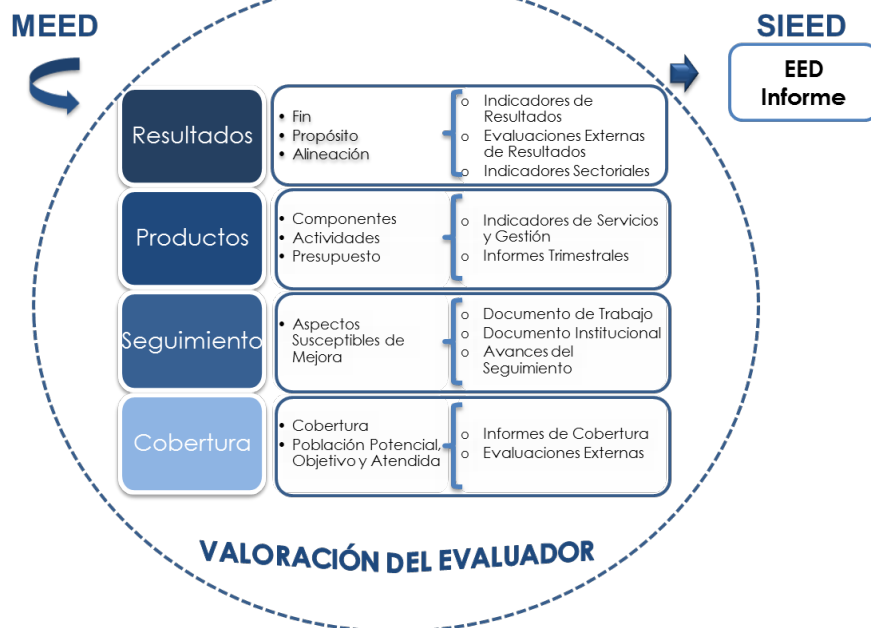 MEED
SIEED
EED
Informe
Resultados
• Fin
• Propósito
• Alineación
o Indicadores de
Resultados
o Evaluaciones Externas
de Resultados
o Indicadores Sectoriales
Productos
• Componentes
• Actividades
• Presupuesto
o Indicadores de Servicios
y Gestión
o Informes Trimestrales
Seguimiento
• Aspectos
Susceptibles de
Mejora
o Documento de Trabajo
o Documento Institucional
o Avances del
Seguimiento
Cobertura
• Cobertura
• Población Potencial,
Objetivo y Atendida
o Informes de Cobertura
o Evaluaciones Externas
VALORACIÓN DEL EVALUADOR